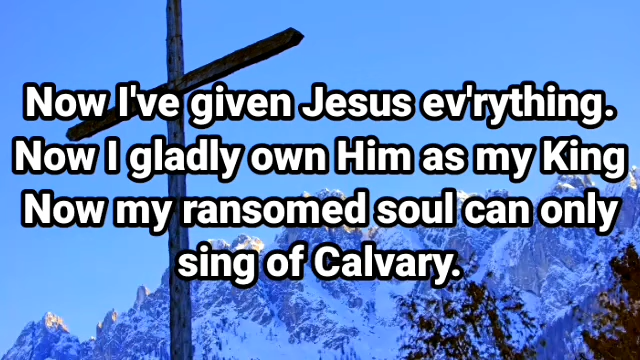 Now I've given Jesus ev'rything.
Now I gladly own Him as my King
Now my ransomed soul can only
sing of Calvary.